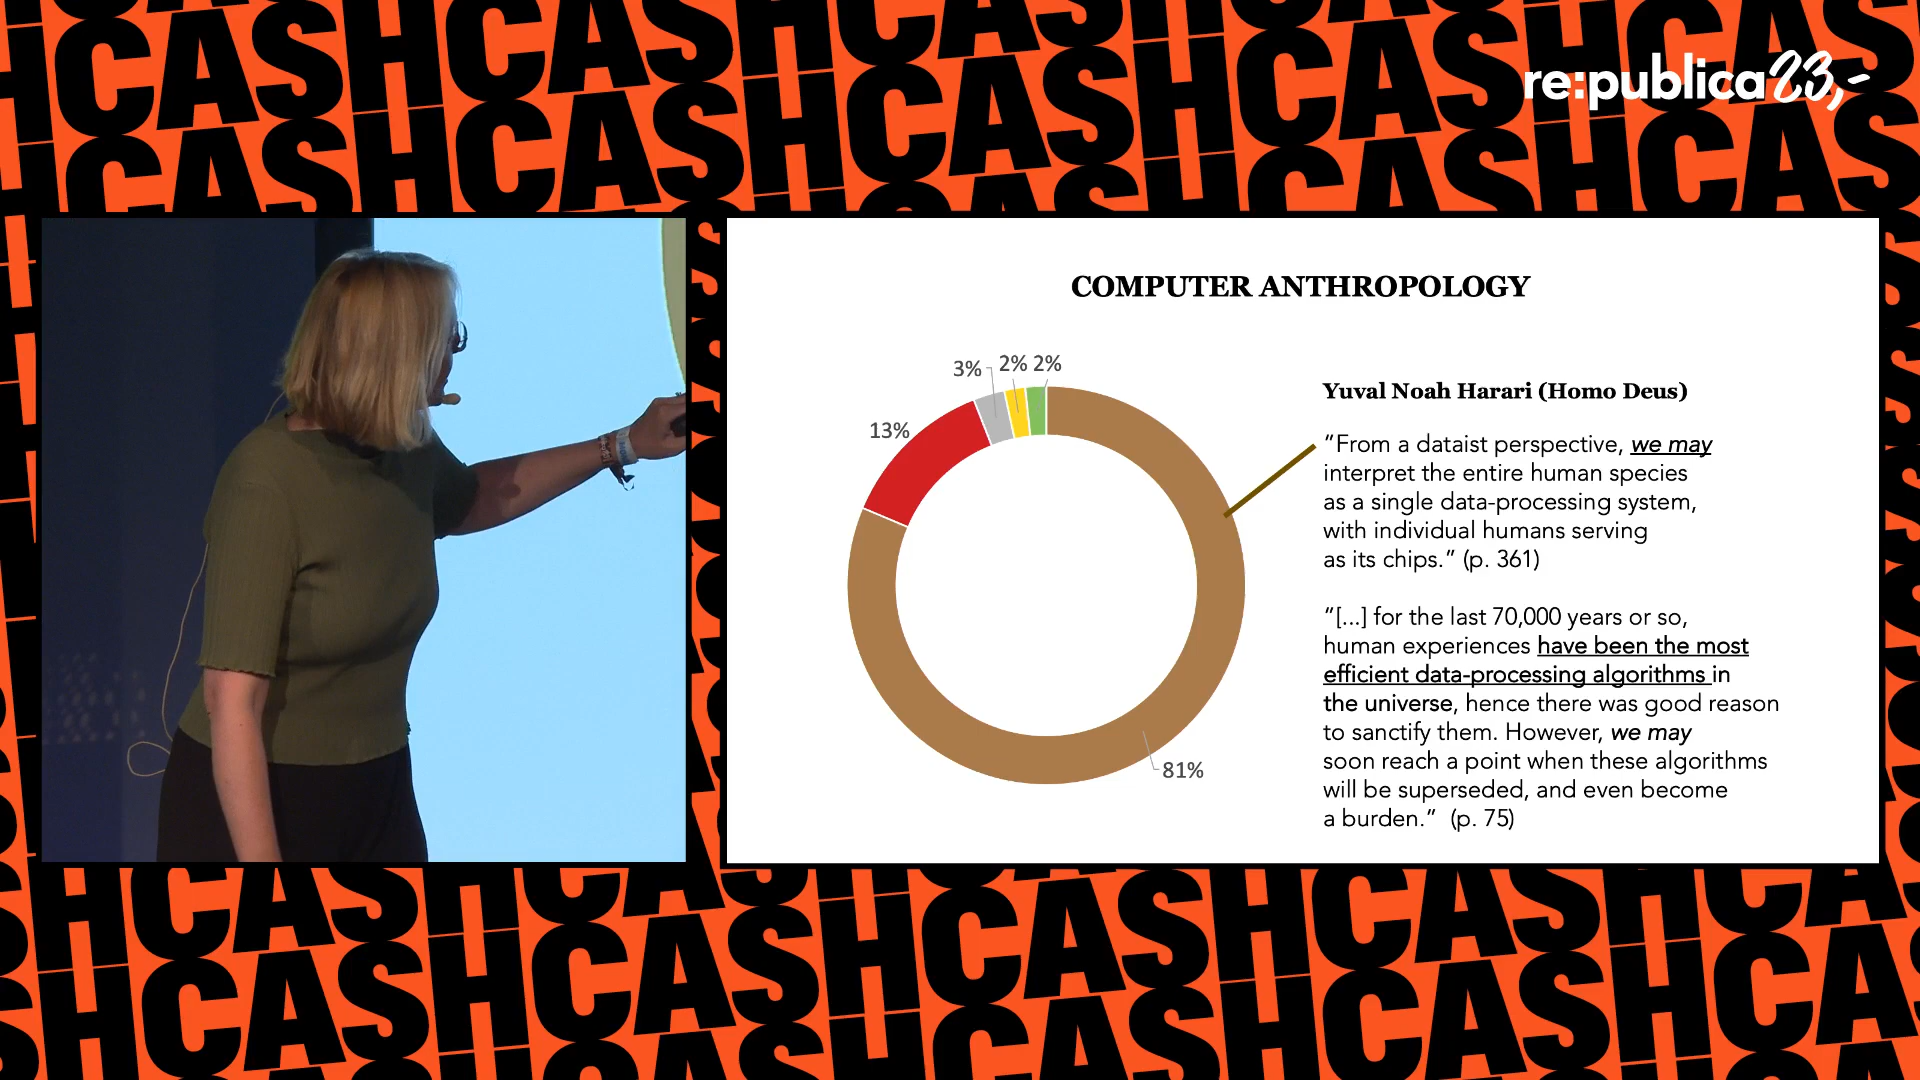 CASHCASHCASHCASHCASH
re:publica23,-
COMPUTER ANTHROPOLOGY
3%
2%
2%
13%
81%
Yuval Noah Harari (Homo Deus)
“From a dataist perspective, we may
interpret the entire human species
as a single data-processing system,
with individual humans serving
as its chips.” (p. 361)
“[...] for the last 70,000 years or so,
human experiences have been the most
efficient data-processing algorithms in
the universe, hence there was good reason
to sanctify them. However, we may
soon reach a point when these algorithms
will be superseded, and even become
a burden.” (p. 75)